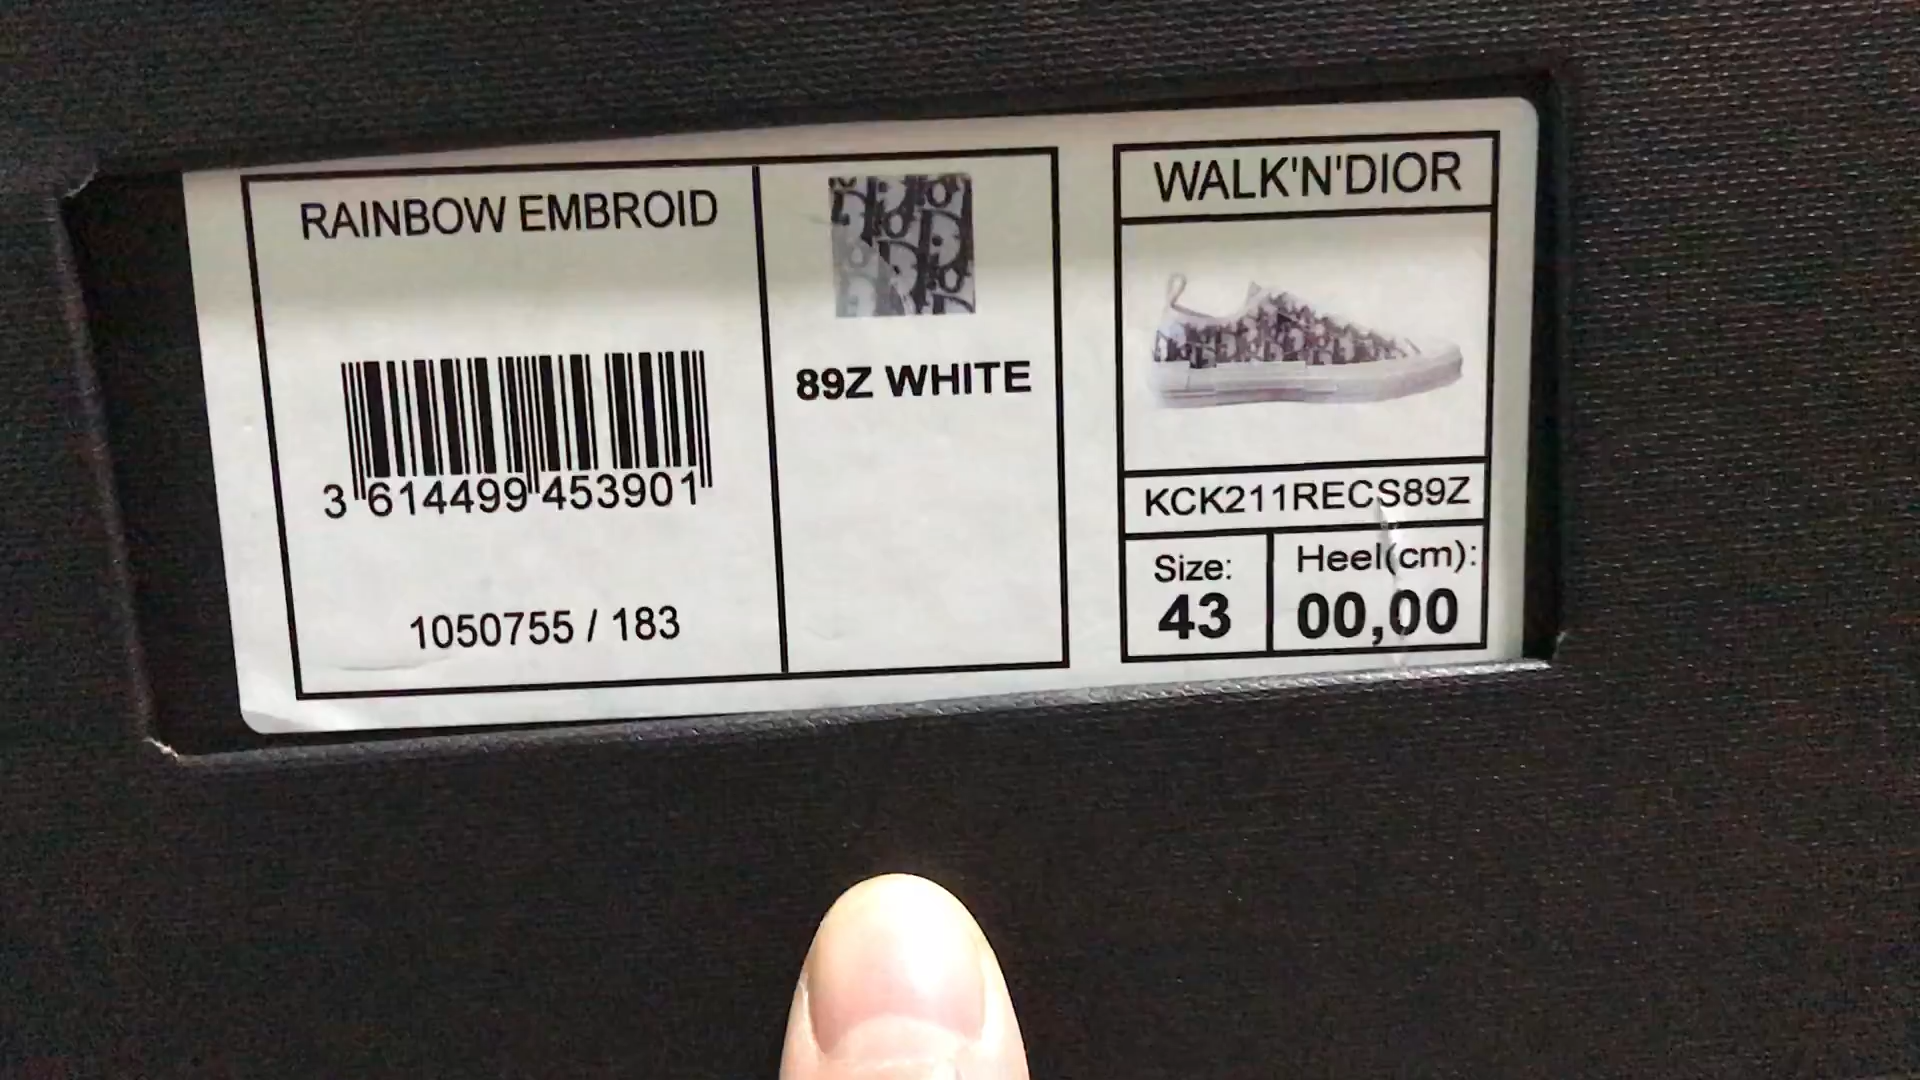 RAINBOW EMBROID
3 614499 453901
1050755 / 183
89Z WHITE
WALK'N'DIOR
KCK211RECS89Z
Size:
43
Heel(cm):
00,00